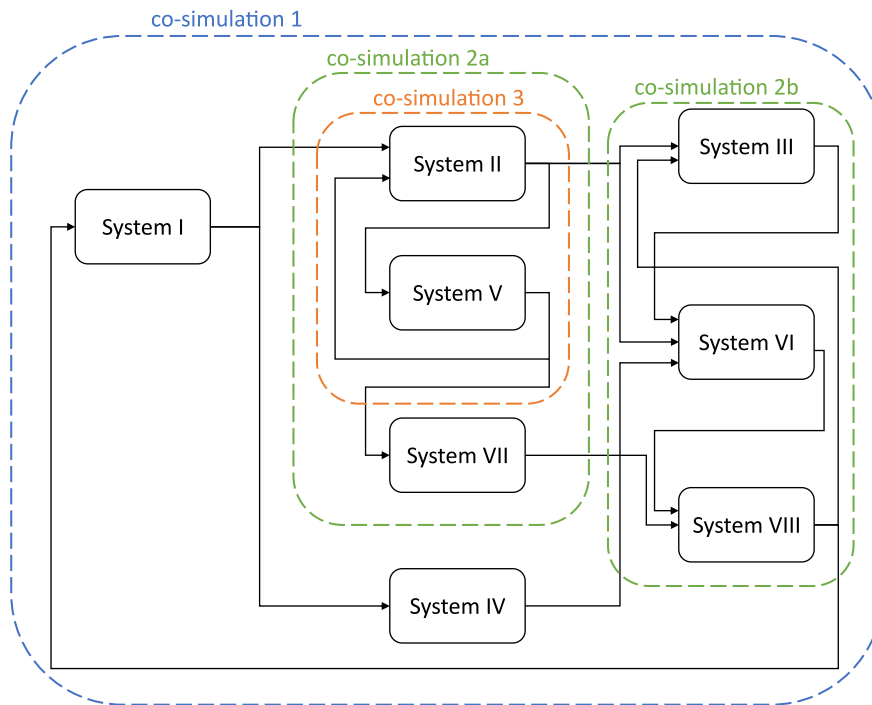 co-simulation 1
co-simulation 2a
co-simulation 2b
co-simulation 3
System III
System II
System I
System V
System VI
System VII
System VIII
System IV